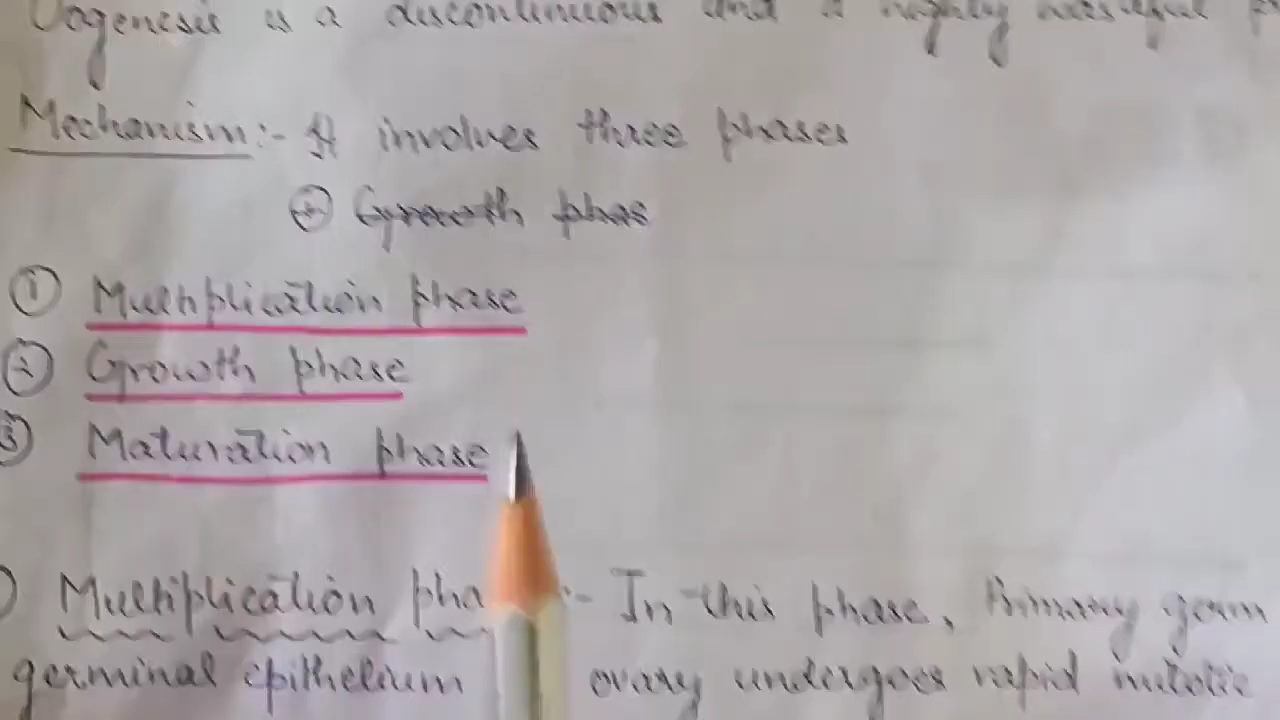 Oogenesis is a discontinuous and a highly wasteful
Mechanism:- It involves three phases
Growth phas
① Multiplication phase
② Growth phase
③ Maturation phase
Multiplication pha :- In this phase, Primary germ
germinal epithelium ovary undergoes rapid mitotic